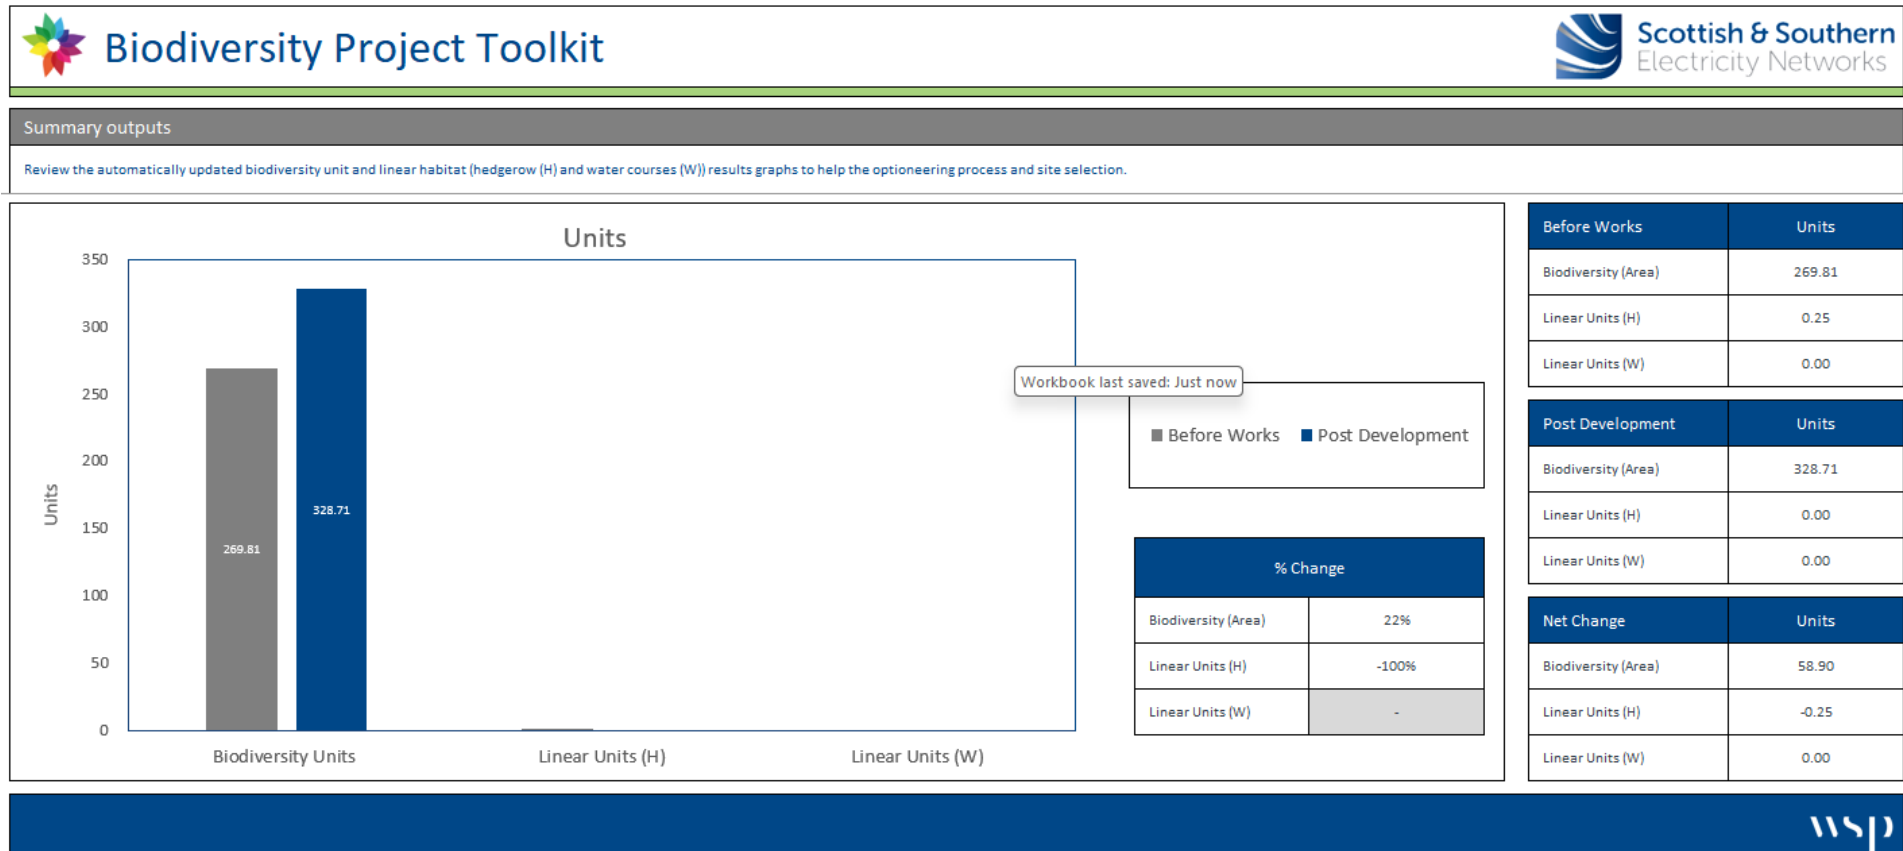 Biodiversity Project Toolkit
Scottish & Southern
Electricity Networks
Summary outputs
Review the automatically updated biodiversity unit and linear habitat (hedgerow (H) and water courses (W)) results graphs to help the optioneering process and site selection.
Units
350
300
250
200
150
100
50
0
Units
269.81
328.71
Biodiversity Units
Linear Units (H)
Linear Units (W)
Workbook last saved: Just now
Before Works
Post Development
% Change
Biodiversity (Area) 22%
Linear Units (H) -100%
Linear Units (W) -
Before Works Units
Biodiversity (Area) 269.81
Linear Units (H) 0.25
Linear Units (W) 0.00
Post Development Units
Biodiversity (Area) 328.71
Linear Units (H) 0.00
Linear Units (W) 0.00
Net Change Units
Biodiversity (Area) 58.90
Linear Units (H) -0.25
Linear Units (W) 0.00
wsp